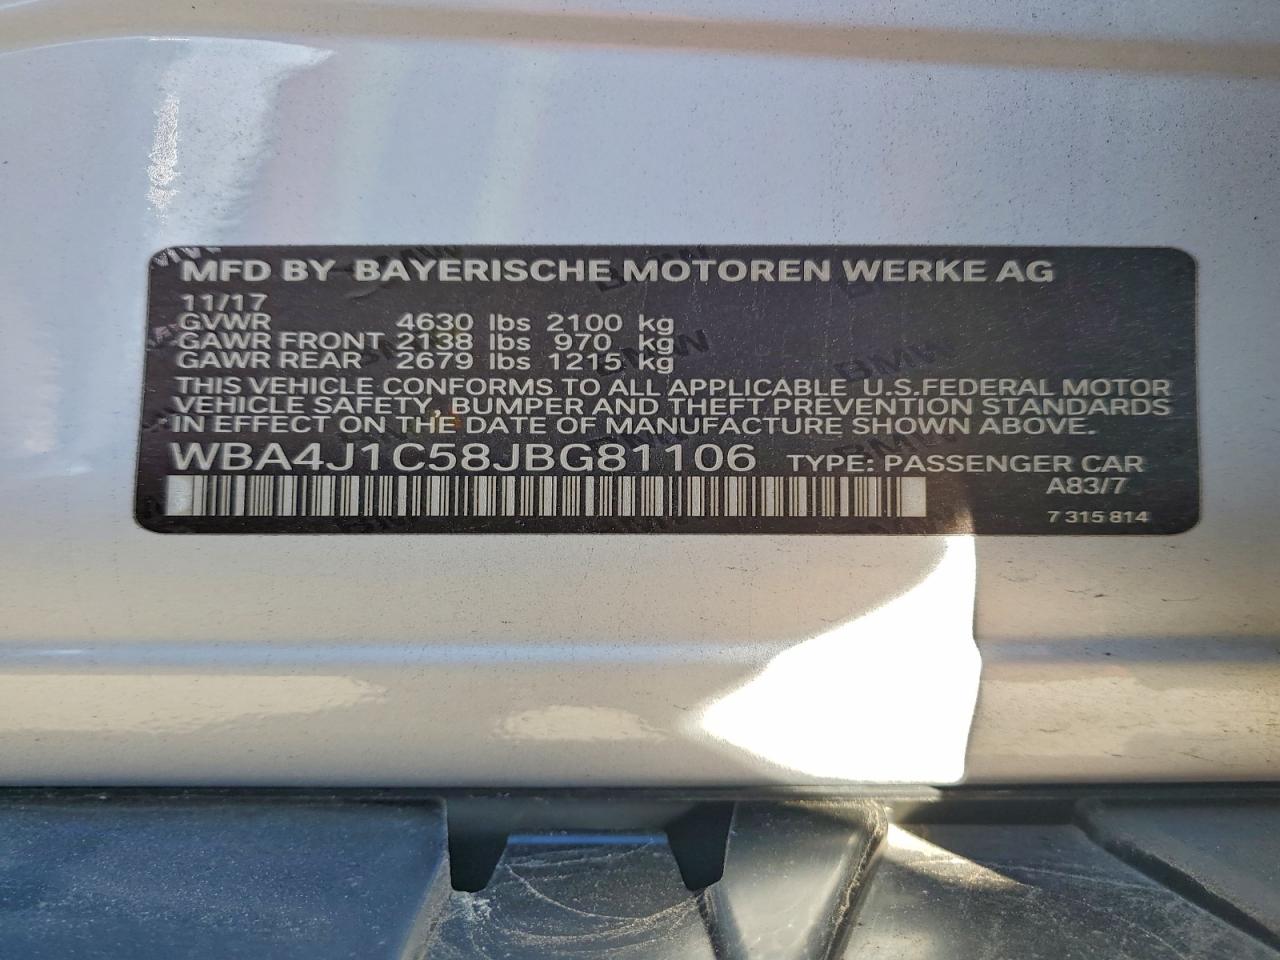 MFD BY BAYERISCHE MOTOREN WERKE AG
11/17
GVWR 4630 lbs 2100 kg
GAWR FRONT 2138 lbs 970 kg
GAWR REAR 2679 lbs 1215 kg
THIS VEHICLE CONFORMS TO ALL APPLICABLE U.S.FEDERAL MOTOR
VEHICLE SAFETY, BUMPER AND THEFT PREVENTION STANDARDS
IN EFFECT ON THE DATE OF MANUFACTURE SHOWN ABOVE.
WBA4J1C58JBG81106 TYPE: PASSENGER CAR
A83/7
7 315 814